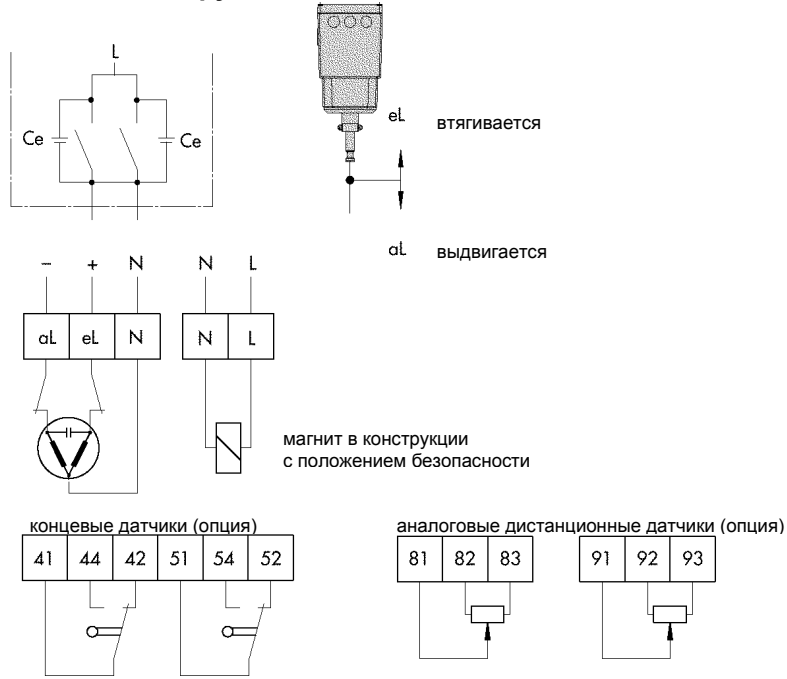 L
Ce
Ce
eL втягивается
aL выдвигается
– + N N L
aL eL N N L
магнит в конструкции
с положением безопасности
концевые датчики (опция)
аналоговые дистанционные датчики (опция)
41 44 42 51 54 52
81 82 83
91 92 93